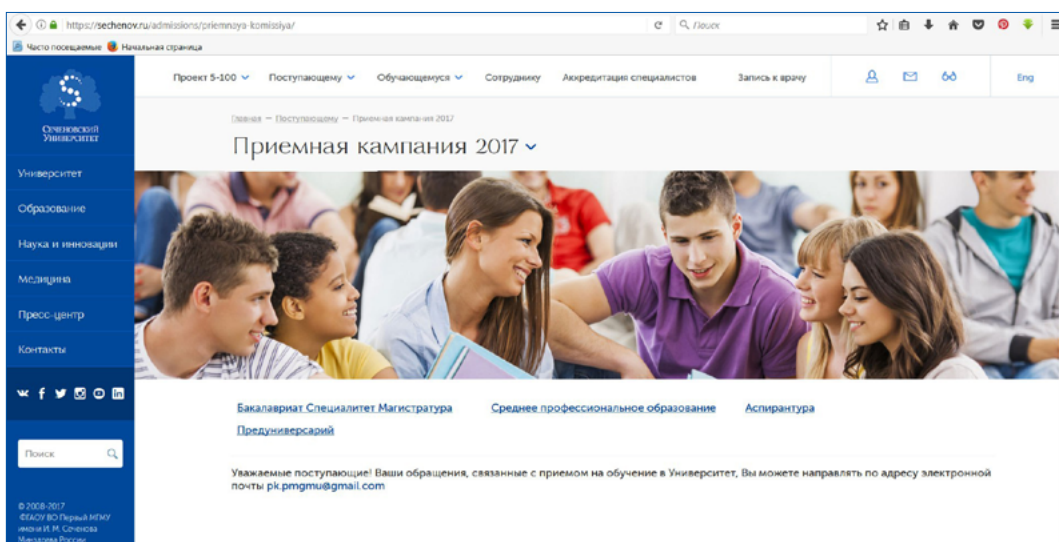 https://sechenov.ru/admissions/priemnaya-komissiya/
Поиск
Часто посещаемые Начальная страница
Проект 5-100 Поступающему Обучающемуся Сотруднику Аккредитация специалистов Запись к врачу Eng
Главная — Поступающему — Приемная кампания 2017
Приемная кампания 2017
Сеченовский
Университет
Университет
Образование
Наука и инновации
Медицина
Пресс-центр
Контакты
Поиск
© 2008-2017
ФГАОУ ВО Первый МГМУ
имени И. М. Сеченова
Минздрава России
Бакалавриат Специалитет Магистратура Среднее профессиональное образование Аспирантура
Предуниверсарий
Уважаемые поступающие! Ваши обращения, связанные с приемом на обучение в Университет, Вы можете направлять по адресу электронной
почты pk.pmgmu@gmail.com